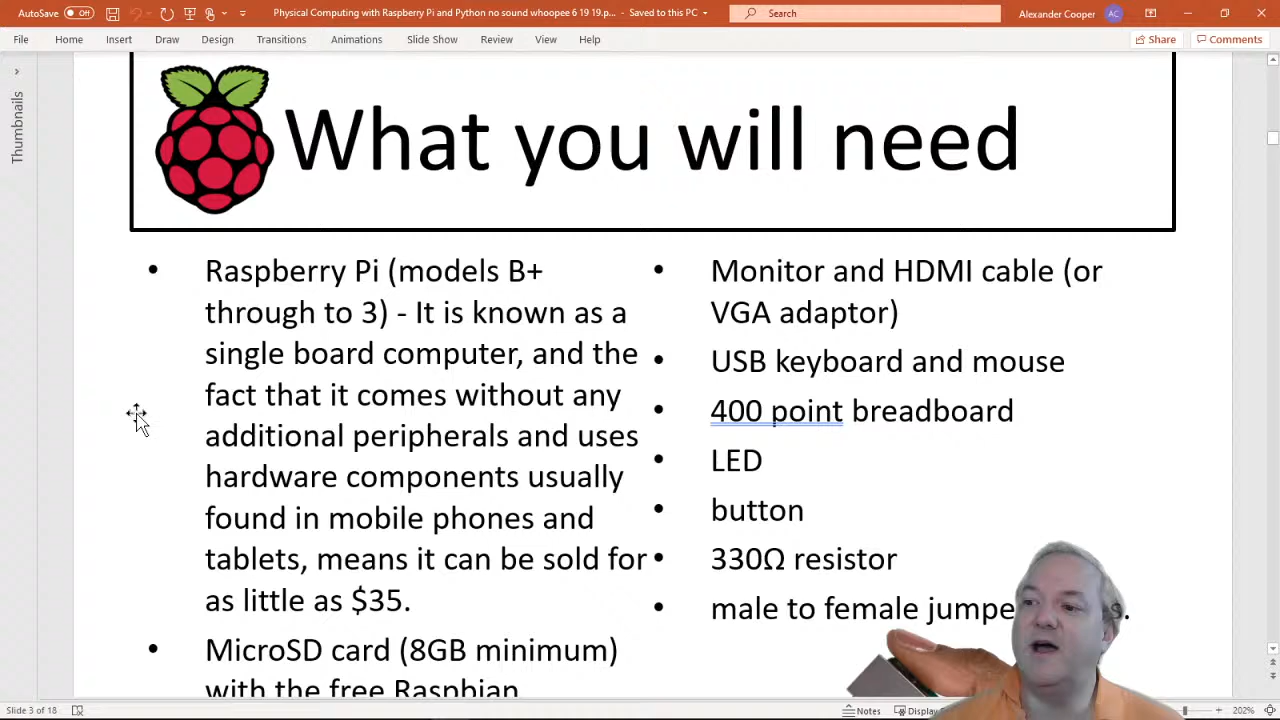 AutoSave Off
Physical Computing with Raspberry Pi and Python no sound whoopee 6 19 19.p... - Saved to this PC
Search
Alexander Cooper AC
File Home Insert Draw Design Transitions Animations Slide Show Review View Help
Share Comments
Thumbnails
What you will need
• Raspberry Pi (models B+
through to 3) - It is known as a
single board computer, and the
fact that it comes without any
additional peripherals and uses
hardware components usually
found in mobile phones and
tablets, means it can be sold for
as little as $35.
• MicroSD card (8GB minimum)
with the free Raspbian
• Monitor and HDMI cable (or
VGA adaptor)
• USB keyboard and mouse
• 400 point breadboard
• LED
• button
• 330Ω resistor
• male to female jumpe
Slide 3 of 18
Notes
Display
202%